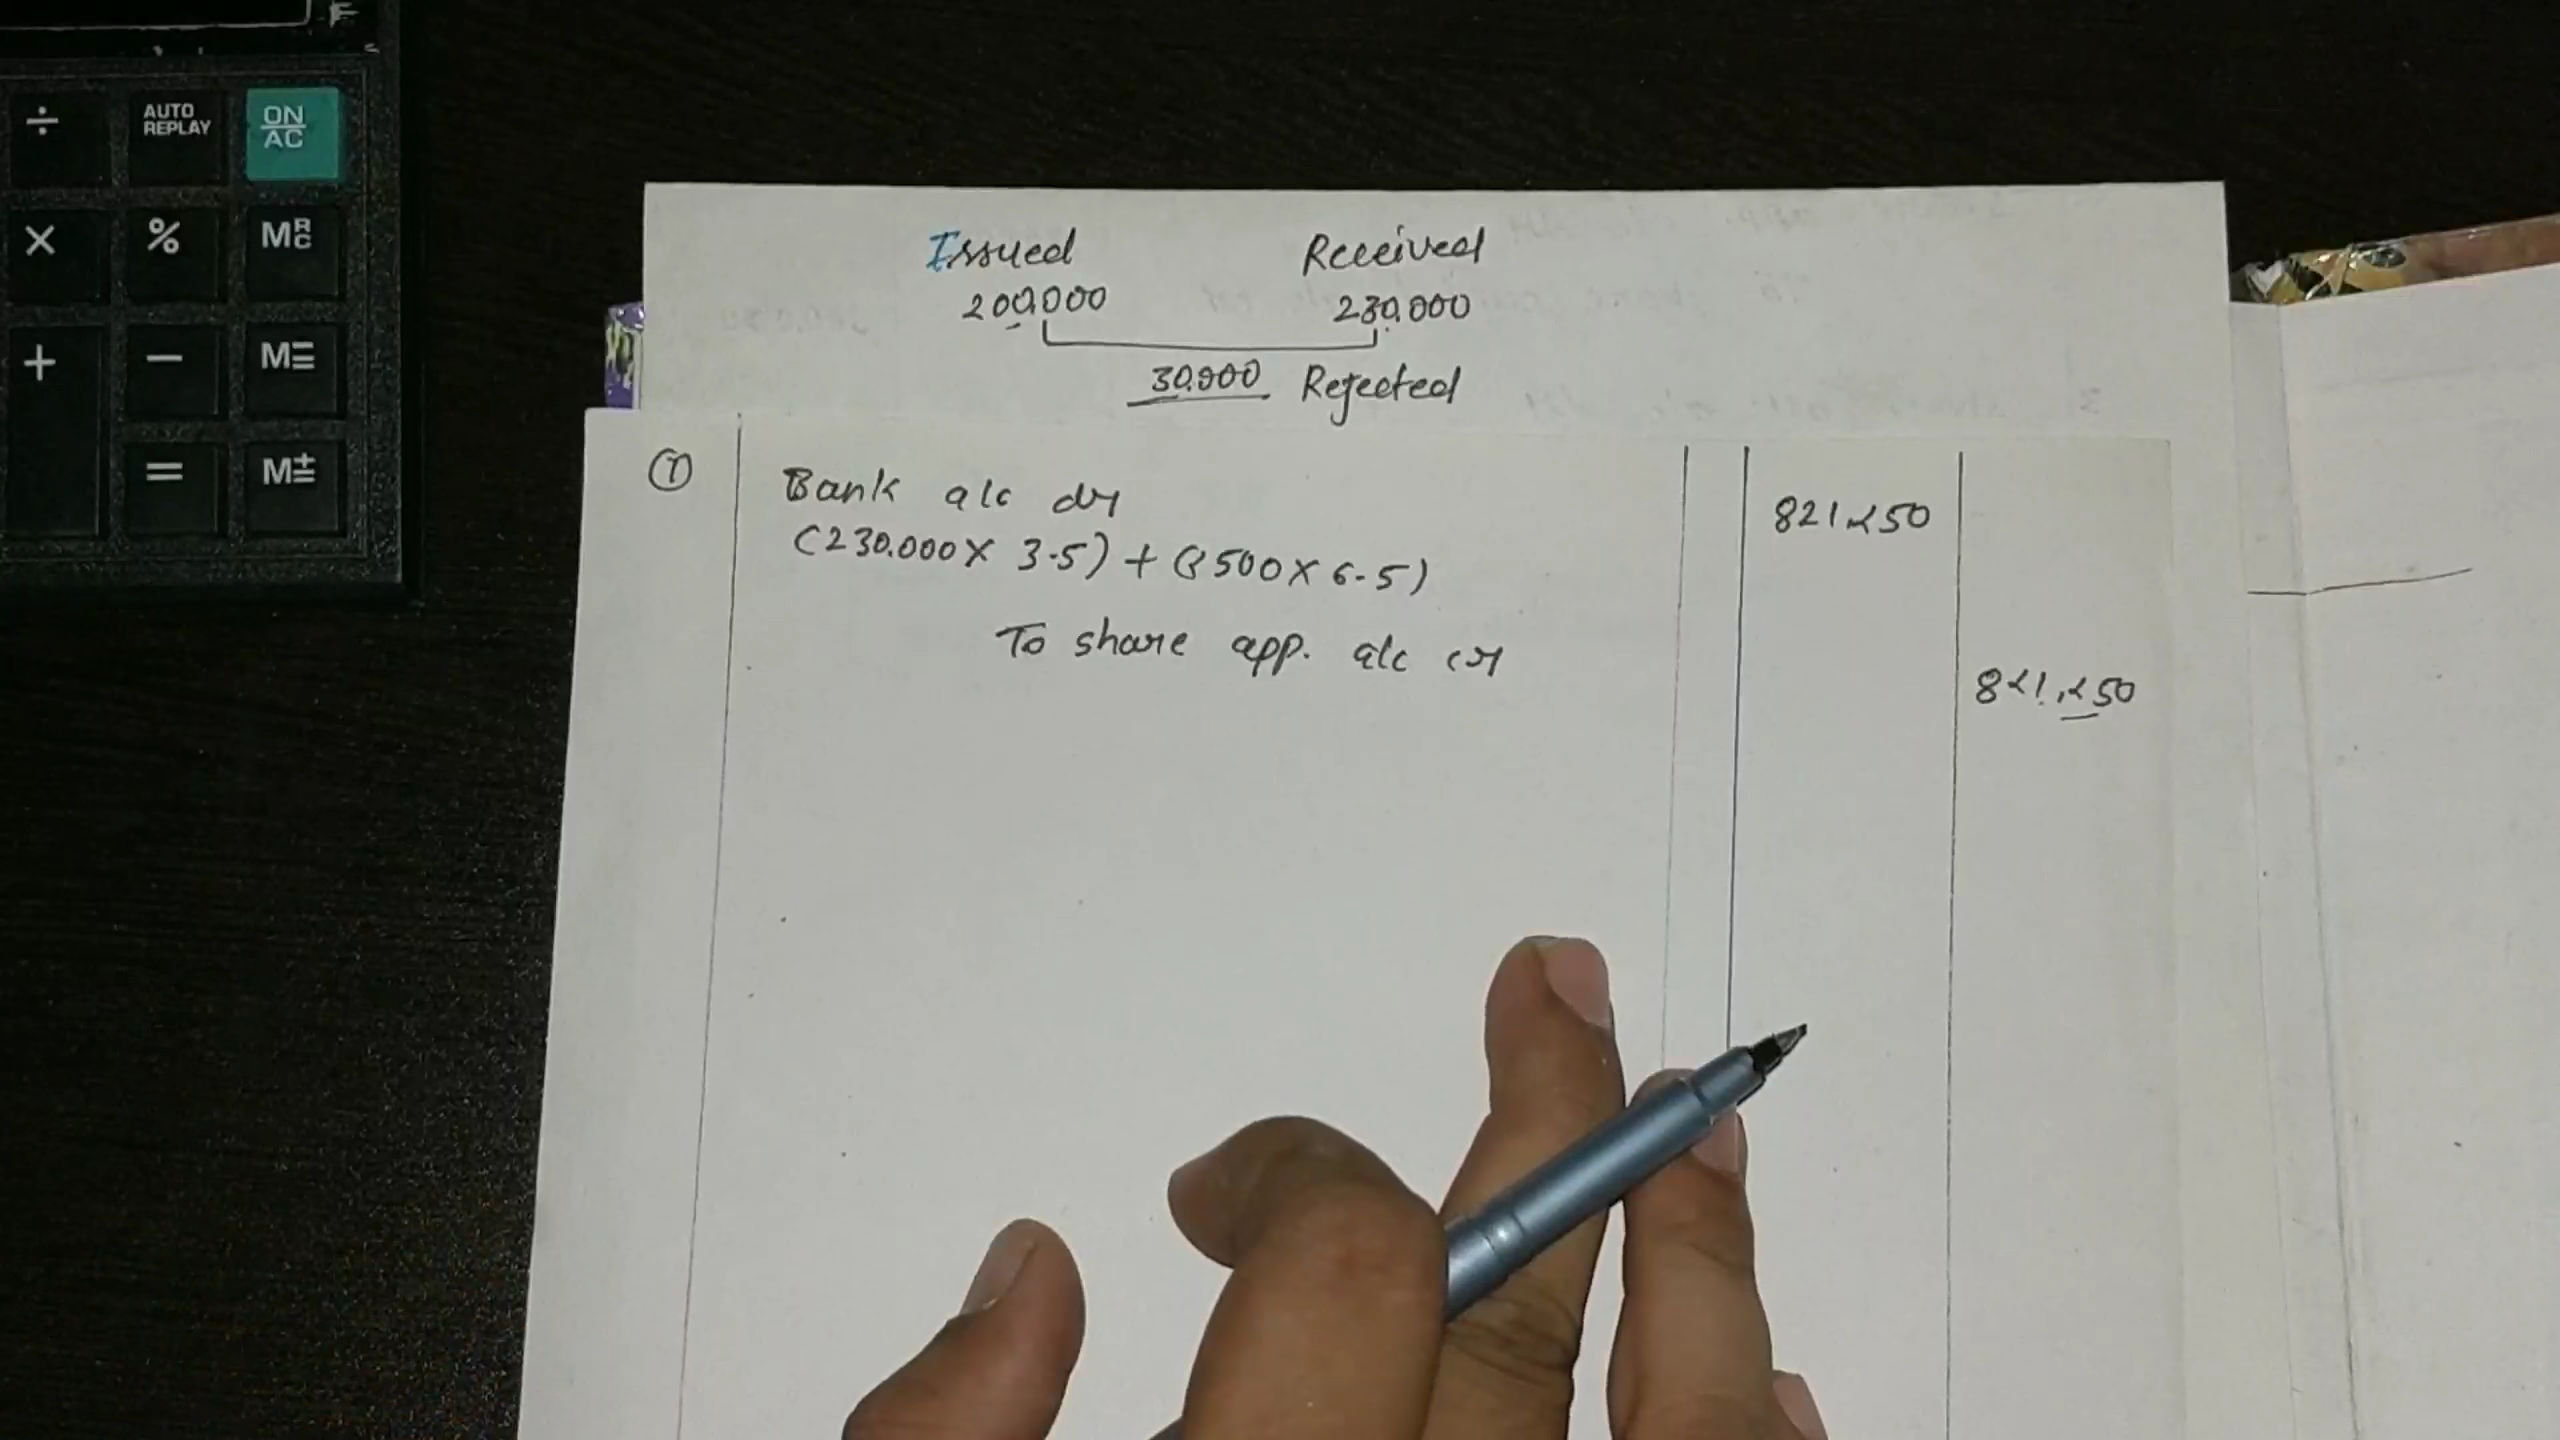 ÷ AUTO REPLAY ON/AC
× % MRC
+ − M=
= M±
Issued Received
200,000 230,000
30,000 Rejected
① Bank a/c dr 821,250
(230,000 X 3.5) + (2500 X 6.5)
To share app. a/c cr
821,250